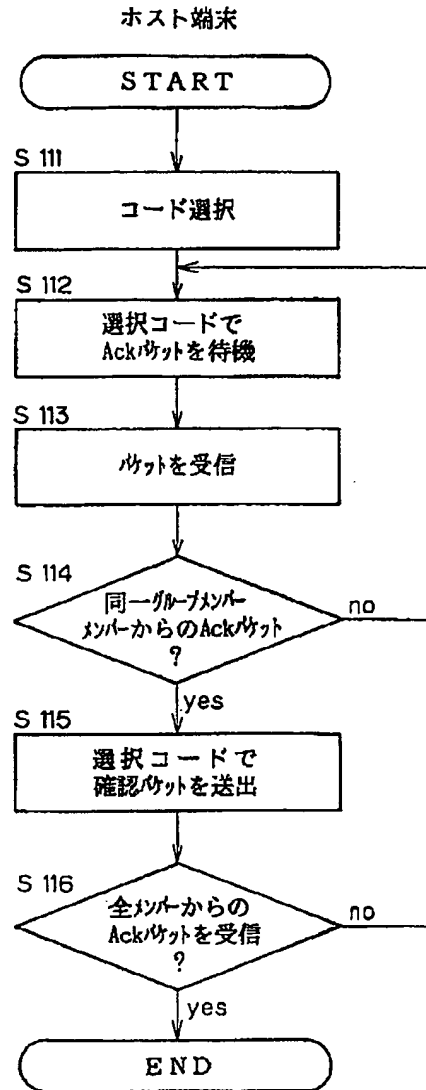 ホスト端末
START
S 111
コード選択
S 112
選択コードで
Ackパケットを待機
S 113
パケットを受信
S 114
同一グループメンバー
メンバーからのAckパケット
?
no
yes
S 115
選択コードで
確認パケットを送出
S 116
全メンバーからの
Ackパケットを受信
?
no
yes
END